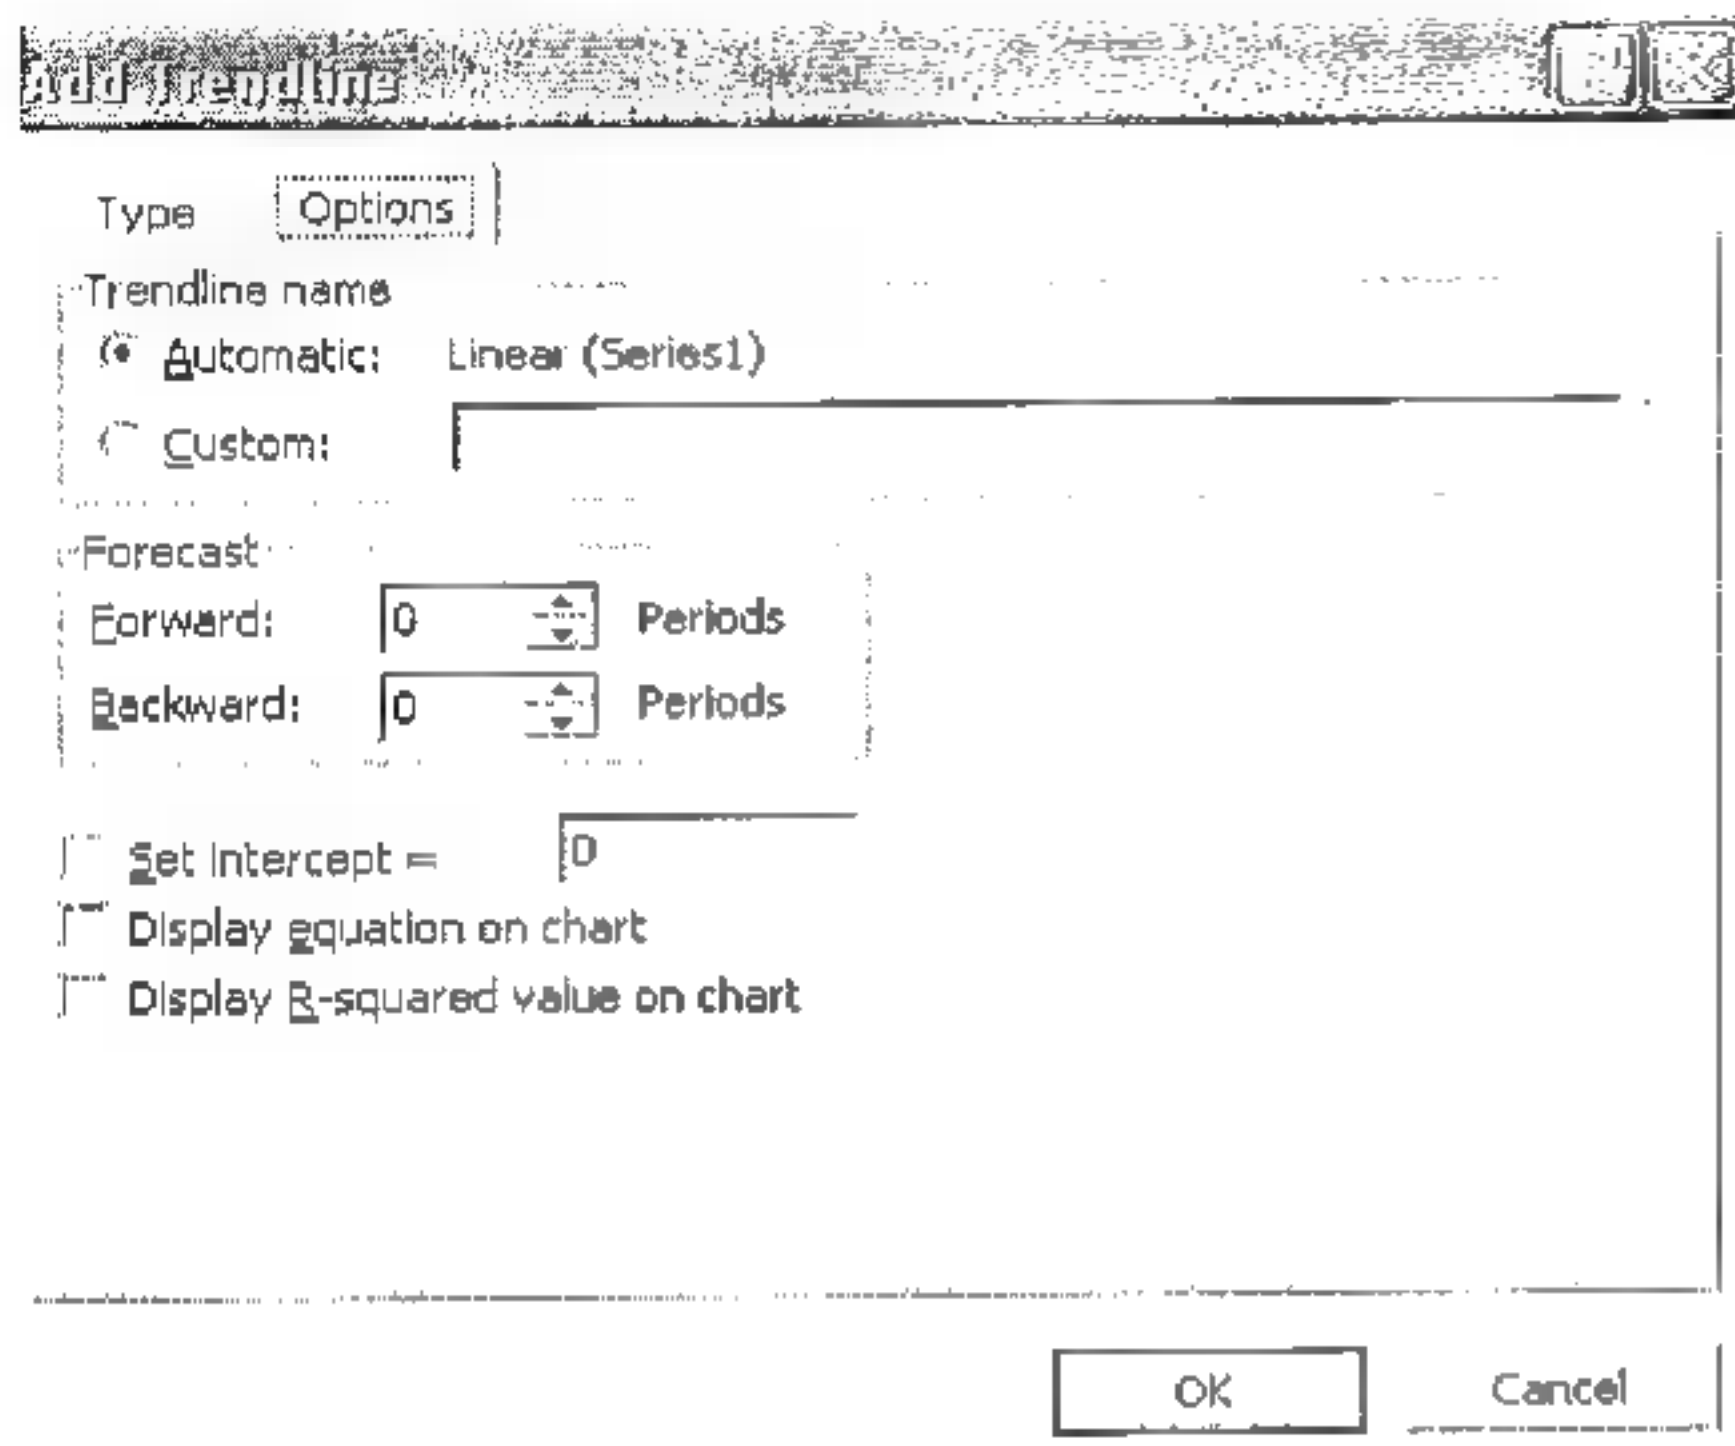 Add Trendline
Type Options
Trendline name
Automatic: Linear (Series1)
Custom:
Forecast
Forward: 0 Periods
Backward: 0 Periods
Set Intercept = 0
Display equation on chart
Display R-squared value on chart
OK Cancel